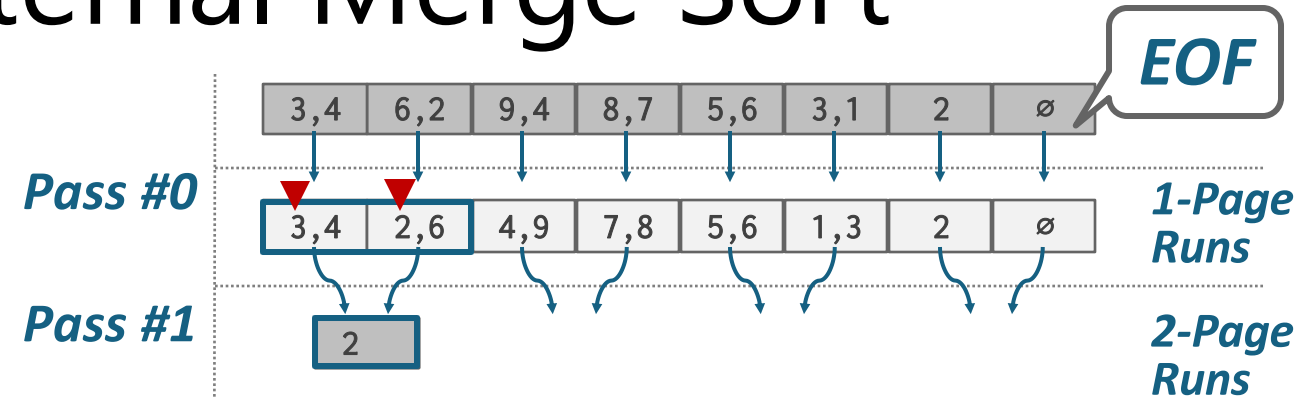 Merge Sort
EOF
3,4 6,2 9,4 8,7 5,6 3,1 2 ∅
Pass #0
1-Page
Runs
3,4 2,6 4,9 7,8 5,6 1,3 2 ∅
Pass #1
2-Page
Runs
2